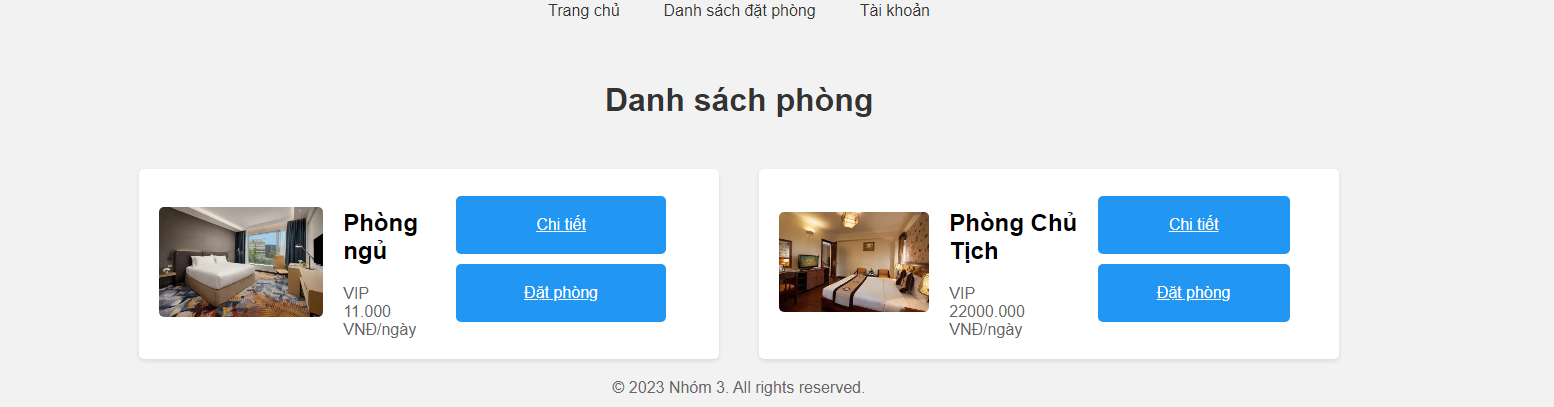 Trang chủ Danh sách đặt phòng Tài khoản
Danh sách phòng
Phòng
ngủ
VIP
11.000
VNĐ/ngày
Chi tiết
Đặt phòng
Phòng Chủ
Tịch
VIP
22000.000
VNĐ/ngày
Chi tiết
Đặt phòng
© 2023 Nhóm 3. All rights reserved.